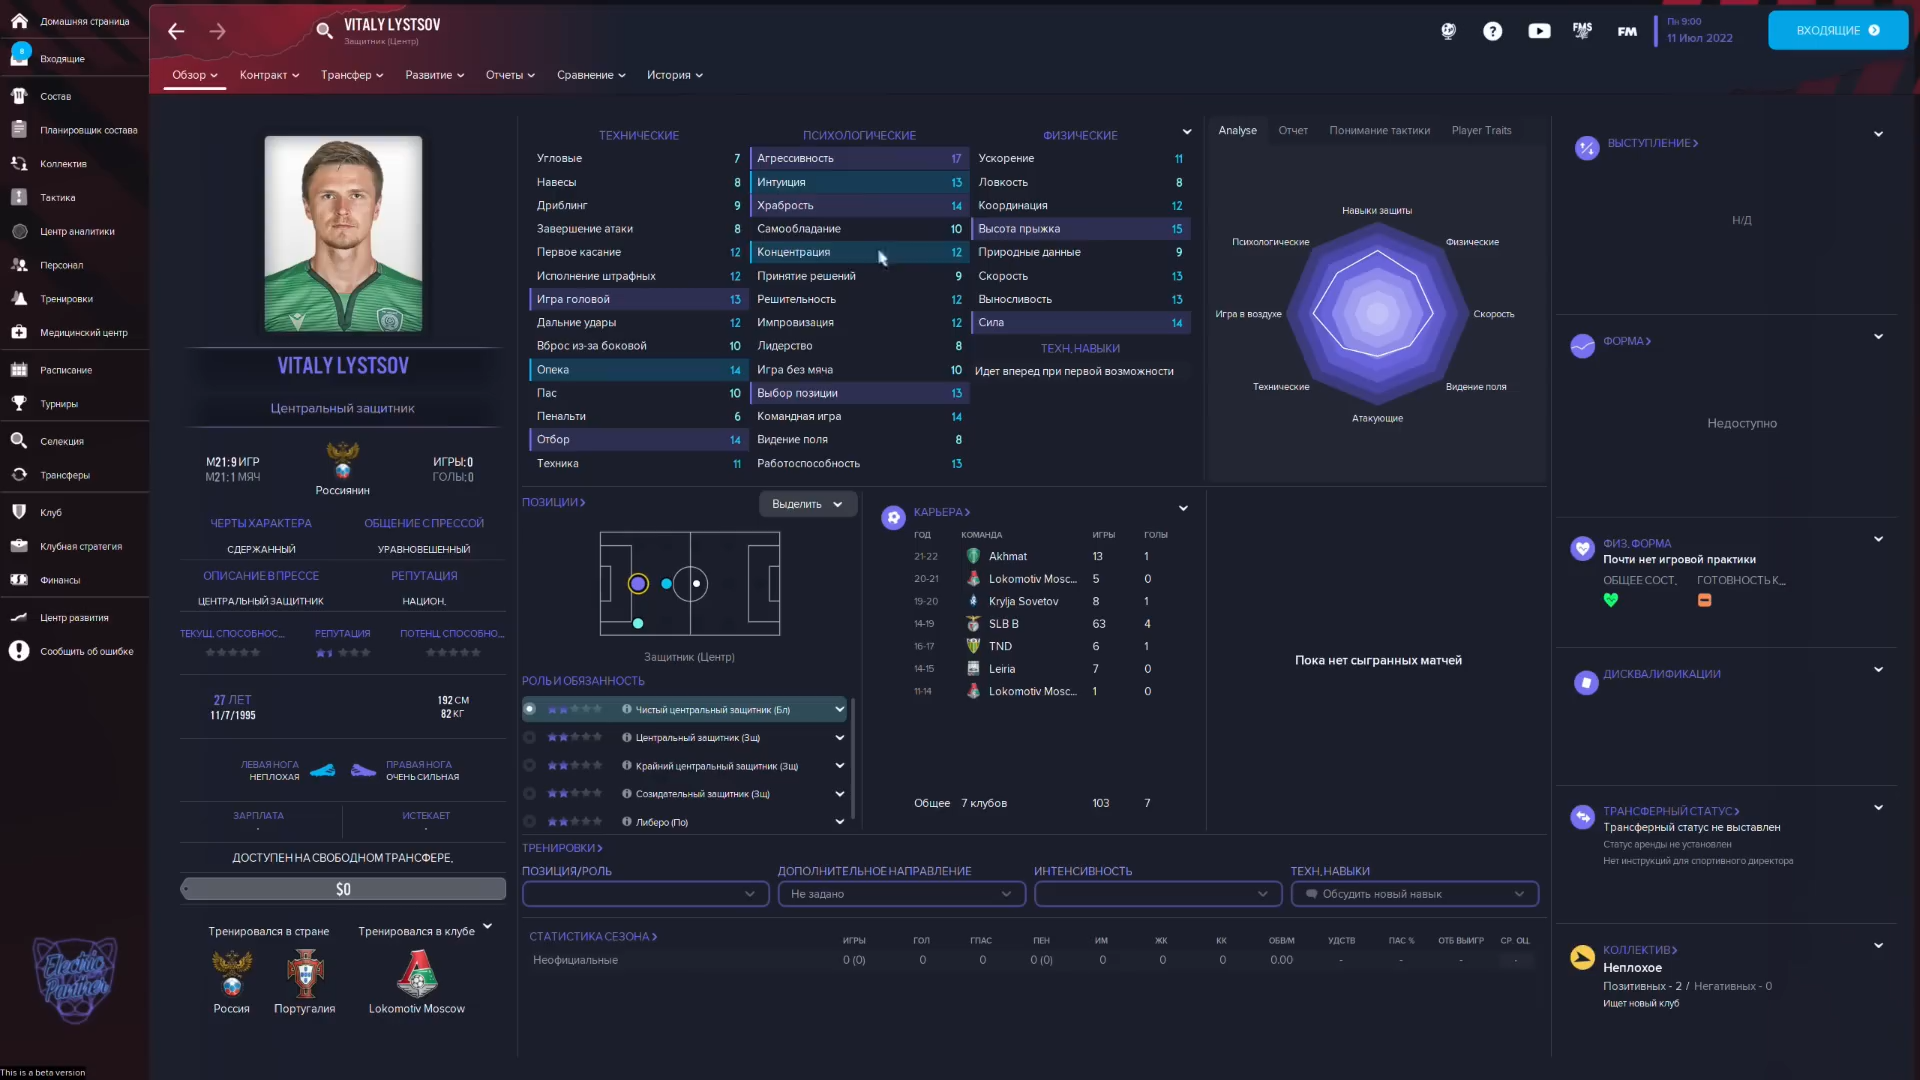 Домашняя страница
8
Входящие
Состав
Планировщик состава
Коллектив
Тактика
Центр аналитики
Персонал
Тренировки
Медицинский центр
Расписание
Турниры
Селекция
Трансферы
Клуб
Клубная стратегия
Финансы
Центр развития
Сообщить об ошибке
Electric Panther
This is a beta version
VITALY LYSTSOV
Защитник (Центр)
FMS
FM
Пн 9:00
11 Июл 2022
ВХОДЯЩИЕ
Обзор Контракт Трансфер Развитие Отчеты Сравнение История
VITALY LYSTSOV
Центральный защитник
М21: 9 ИГР
М21: 1 МЯЧ
Россиянин
ИГРЫ: 0
ГОЛЫ: 0
ЧЕРТЫ ХАРАКТЕРА ОБЩЕНИЕ С ПРЕССОЙ
СДЕРЖАННЫЙ УРАВНОВЕШЕННЫЙ
ОПИСАНИЕ В ПРЕССЕ РЕПУТАЦИЯ
ЦЕНТРАЛЬНЫЙ ЗАЩИТНИК НАЦИОН.
ТЕКУЩ. СПОСОБНОС... РЕПУТАЦИЯ ПОТЕНЦ. СПОСОБНО...
27 ЛЕТ
11/7/1995
192 СМ
82 КГ
ЛЕВАЯ НОГА
НЕПЛОХАЯ
ПРАВАЯ НОГА
ОЧЕНЬ СИЛЬНАЯ
ЗАРПЛАТА ИСТЕКАЕТ
- -
ДОСТУПЕН НА СВОБОДНОМ ТРАНСФЕРЕ.
$0
Тренировался в стране Тренировался в клубе
Россия Португалия Lokomotiv Moscow
ТЕХНИЧЕСКИЕ
Угловые 7
Навесы 8
Дриблинг 9
Завершение атаки 8
Первое касание 12
Исполнение штрафных 12
Игра головой 13
Дальние удары 12
Вброс из-за боковой 10
Опека 14
Пас 10
Пенальти 6
Отбор 14
Техника 11
ПСИХОЛОГИЧЕСКИЕ
Агрессивность 17
Интуиция 13
Храбрость 14
Самообладание 10
Концентрация 12
Принятие решений 9
Решительность 12
Импровизация 12
Лидерство 8
Игра без мяча 10
Выбор позиции 13
Командная игра 14
Видение поля 8
Работоспособность 13
ФИЗИЧЕСКИЕ
Ускорение 11
Ловкость 8
Координация 12
Высота прыжка 15
Природные данные 9
Скорость 13
Выносливость 13
Сила 14
ТЕХН. НАВЫКИ
Идет вперед при первой возможности
Analyse Отчет Понимание тактики Player Traits
Навыки защиты
Психологические Физические
Игра в воздухе Скорость
Технические Видение поля
Атакующие
ПОЗИЦИИ
Выделить
Защитник (Центр)
РОЛЬ И ОБЯЗАННОСТЬ
Чистый центральный защитник (Бл)
Центральный защитник (Зщ)
Крайний центральный защитник (Зщ)
Созидательный защитник (Зщ)
Либеро (По)
КАРЬЕРА
ГОД КОМАНДА ИГРЫ ГОЛЫ
21-22 Akhmat 13 1
20-21 Lokomotiv Mosc... 5 0
19-20 Krylja Sovetov 8 1
14-19 SLB B 63 4
16-17 TND 6 1
14-15 Leiria 7 0
11-14 Lokomotiv Mosc... 1 0
Общее 7 клубов 103 7
Пока нет сыгранных матчей
ТРЕНИРОВКИ
ПОЗИЦИЯ/РОЛЬ ДОПОЛНИТЕЛЬНОЕ НАПРАВЛЕНИЕ ИНТЕНСИВНОСТЬ ТЕХН. НАВЫКИ
Не задано Обсудить новый навык
СТАТИСТИКА СЕЗОНА ИГРЫ ГОЛ ГПАС ПЕН ИМ ЖК КК ОБВ/М УДСТВ ПАС % ОТБ ВЫИГР СР. ОЦ.
Неофициальные 0 (0) 0 0 0 (0) 0 0 0 0.00 - - - -
ВЫСТУПЛЕНИЕ
Н/Д
ФОРМА
Недоступно
ФИЗ. ФОРМА
Почти нет игровой практики
ОБЩЕЕ СОСТ. ГОТОВНОСТЬ К...
ДИСКВАЛИФИКАЦИИ
ТРАНСФЕРНЫЙ СТАТУС
Трансферный статус не выставлен
Статус аренды не установлен
Нет инструкций для спортивного директора
КОЛЛЕКТИВ
Неплохое
Позитивных - 2 / Негативных - 0
Ищет новый клуб